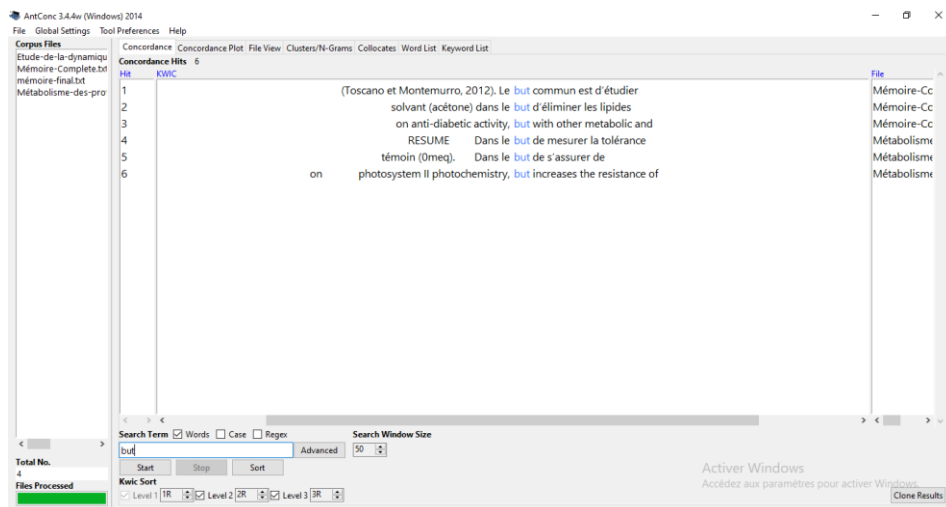 AntConc 3.4.4w (Windows) 2014
File Global Settings Tool Preferences Help
Corpus Files
Etude-de-la-dynamiqu
Mémoire-Complete.txt
mémoire-final.txt
Métabolisme-des-pro
Concordance Concordance Plot File View Clusters/N-Grams Collocates Word List Keyword List
Concordance Hits 6
Hit KWIC File
1 (Toscano et Montemurro, 2012). Le but commun est d'étudier Mémoire-Co
2 solvant (acétone) dans le but d'éliminer les lipides Mémoire-Co
3 on anti-diabetic activity, but with other metabolic and Mémoire-Co
4 RESUME Dans le but de mesurer la tolérance Métabolisme
5 témoin (0meq). Dans le but de s'assurer de Métabolisme
6 on photosystem II photochemistry, but increases the resistance of Métabolisme
Search Term Words Case Regex Search Window Size
but Advanced 50
Start Stop Sort
Total No.
4
Files Processed
Kwic Sort
Level 1 1R Level 2 2R Level 3 3R
Activer Windows
Accédez aux paramètres pour activer Windows.
Clone Results